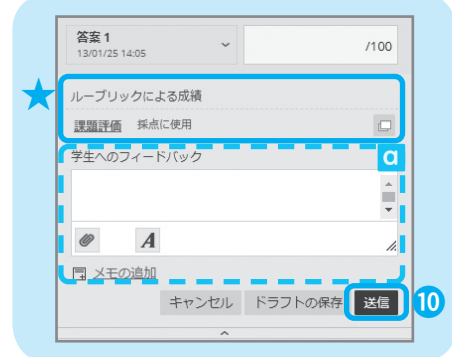 答案 1
13/01/25 14:05
/100
ルーブリックによる成績
課題評価 採点に使用
学生へのフィードバック
a
A
メモの追加
キャンセル ドラフトの保存 送信
10